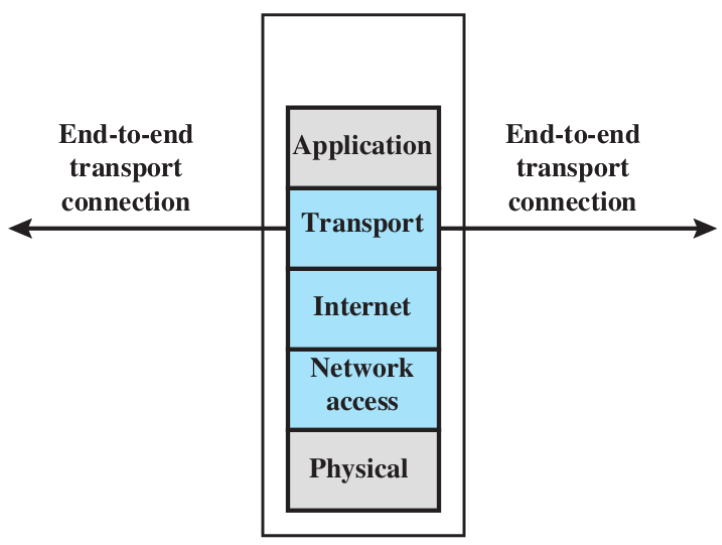 End-to-end
transport
connection
Application
Transport
Internet
Network
access
Physical
End-to-end
transport
connection